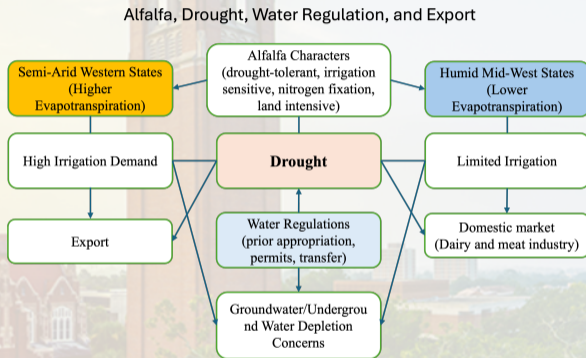 Alfalfa, Drought, Water Regulation, and Export
Semi-Arid Western States
(Higher
Evapotranspiration)
Alfalfa Characters
(drought-tolerant, irrigation
sensitive, nitrogen fixation,
land intensive)
Humid Mid-West States
(Lower
Evapotranspiration)
High Irrigation Demand
Drought
Limited Irrigation
Export
Water Regulations
(prior appropriation,
permits, transfer)
Domestic market
(Dairy and meat industry)
Groundwater/Undergrou
nd Water Depletion
Concerns